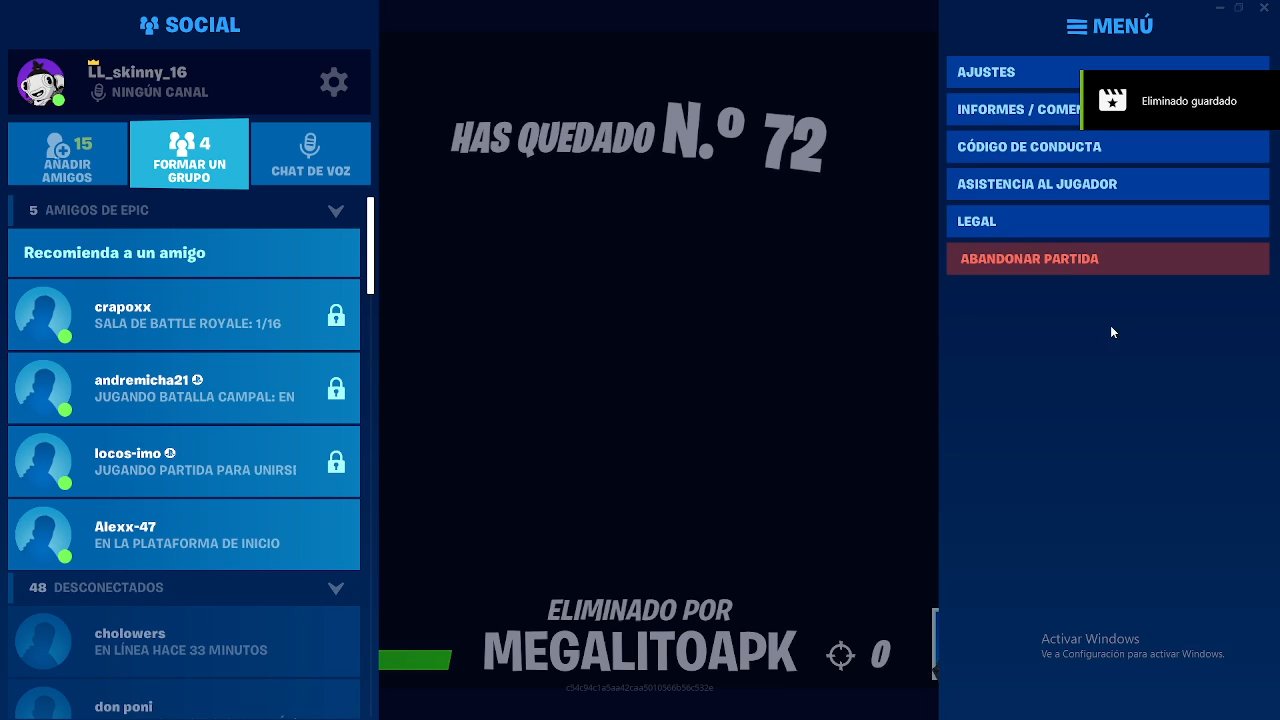 SOCIAL
LL_skinny_16
NINGÚN CANAL
15
AÑADIR
AMIGOS
4
FORMAR UN
GRUPO
CHAT DE VOZ
5 AMIGOS DE EPIC
Recomienda a un amigo
crapoxx
SALA DE BATTLE ROYALE: 1/16
andremicha21
JUGANDO BATALLA CAMPAL: EN
locos-imo
JUGANDO PARTIDA PARA UNIRSE
Alexx-47
EN LA PLATAFORMA DE INICIO
48 DESCONECTADOS
cholowers
EN LÍNEA HACE 33 MINUTOS
don poni
HAS QUEDADO N.º 72
ELIMINADO POR
MEGALITOAPK
0
c54c94c1a5aa42caa5010566b56c532e
MENÚ
AJUSTES
Eliminado guardado
INFORMES / COMEN
CÓDIGO DE CONDUCTA
ASISTENCIA AL JUGADOR
LEGAL
ABANDONAR PARTIDA
Activar Windows
Ve a Configuración para activar Windows.